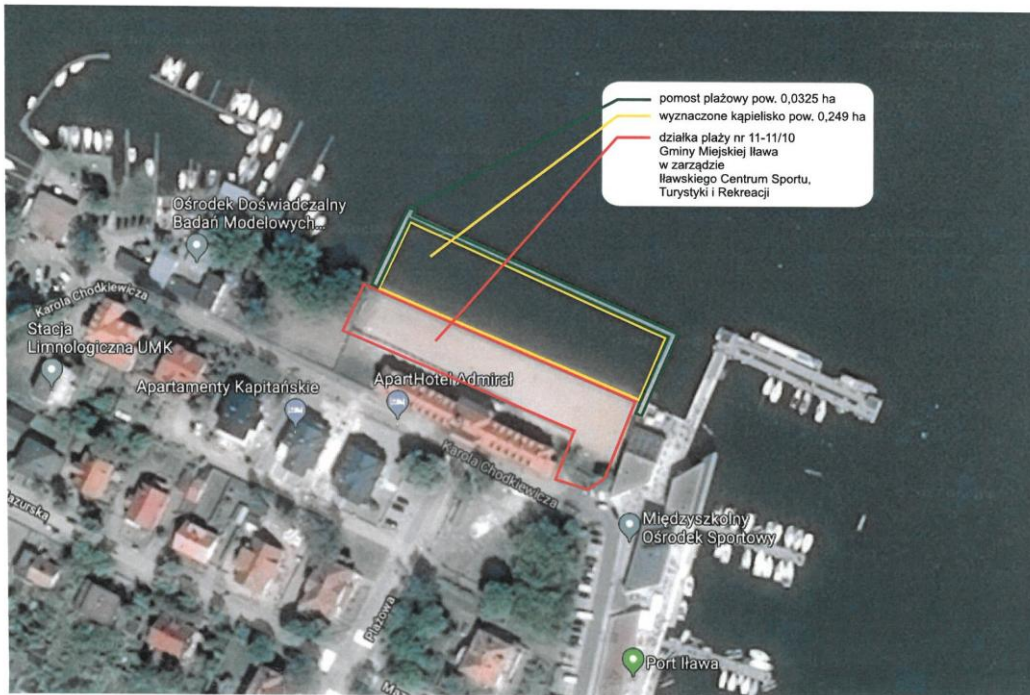 pomost plażowy pow. 0,0325 ha
wyznaczone kąpielisko pow. 0,249 ha
działka plaży nr 11-11/10
Gminy Miejskiej Iława
w zarządzie
Iławskiego Centrum Sportu,
Turystyki i Rekreacji
Ośrodek Doświadczalny
Badań Modelowych...
Karola Chodkiewicza
Stacja
Limnologiczna UMK
Apartamenty Kapitańskie
ApartHotel Admirał
Karola Chodkiewicza
Międzyszkolny
Ośrodek Sportowy
Plażowa
Port Iława